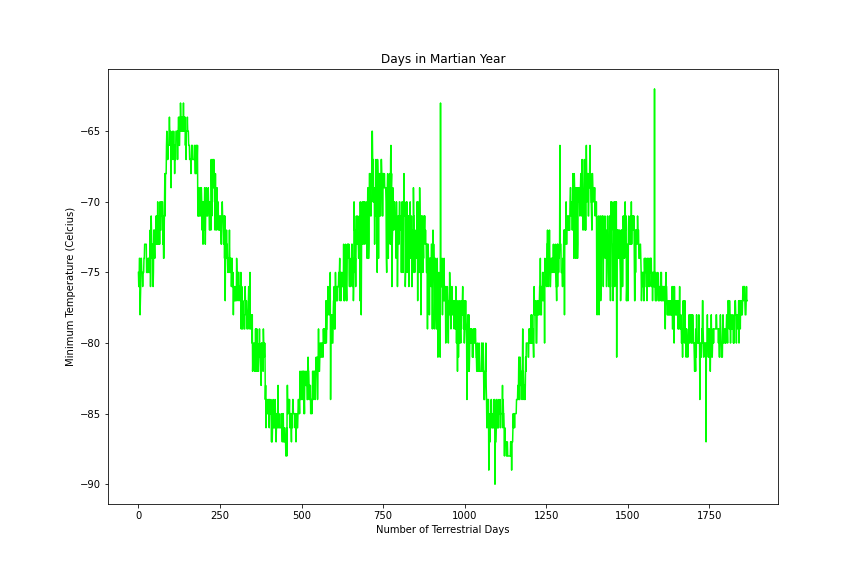 Days in Martian Year
Minimum Temperature (Celcius)
−65
−70
−75
−80
−85
−90
0 250 500 750 1000 1250 1500 1750
Number of Terrestrial Days